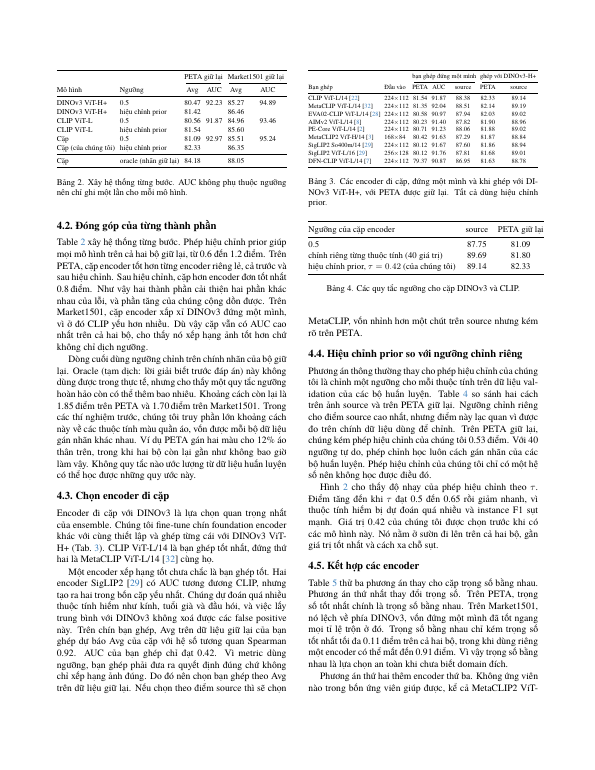 PETA giữ lại Market1501 giữ lại
Mô hình Ngưỡng Avg AUC Avg AUC
DINOv3 ViT-H+ 0.5 80.47 92.23 85.27 94.89
DINOv3 ViT-H+ hiệu chỉnh prior 81.42 86.46
CLIP ViT-L 0.5 80.56 91.87 84.96 93.46
CLIP ViT-L hiệu chỉnh prior 81.54 85.60
Cặp 0.5 81.09 92.97 85.51 95.24
Cặp (của chúng tôi) hiệu chỉnh prior 82.33 86.35
Cặp oracle (nhãn giữ lại) 84.18 88.05
Bảng 2. Xây hệ thống từng bước. AUC không phụ thuộc ngưỡng
nên chỉ ghi một lần cho mỗi mô hình.
4.2. Đóng góp của từng thành phần
Table 2 xây hệ thống từng bước. Phép hiệu chỉnh prior giúp
mọi mô hình trên cả hai bộ giữ lại, từ 0.6 đến 1.2 điểm. Trên
PETA, cặp encoder tốt hơn từng encoder riêng lẻ, cả trước và
sau hiệu chỉnh. Sau hiệu chỉnh, cặp hơn encoder đơn tốt nhất
0.8 điểm. Như vậy hai thành phần cải thiện hai phần khác
nhau của lỗi, và phần tăng của chúng cộng dồn được. Trên
Market1501, cặp encoder xấp xỉ DINOv3 đứng một mình,
vì ở đó CLIP yếu hơn nhiều. Dù vậy cặp vẫn có AUC cao
nhất trên cả hai bộ, cho thấy nó xếp hạng ảnh tốt hơn chứ
không chỉ dịch ngưỡng.
Dòng cuối dùng ngưỡng chỉnh trên chính nhãn của bộ giữ
lại. Oracle (tạm dịch: lời giải biết trước đáp án) này không
dùng được trong thực tế, nhưng cho thấy một quy tắc ngưỡng
hoàn hảo còn có thể thêm bao nhiêu. Khoảng cách còn lại là
1.85 điểm trên PETA và 1.70 điểm trên Market1501. Trong
các thí nghiệm trước, chúng tôi truy phần lớn khoảng cách
này về các thuộc tính màu quần áo, vốn được mỗi bộ dữ liệu
gán nhãn khác nhau. Ví dụ PETA gán hai màu cho 12% áo
thân trên, trong khi hai bộ còn lại gần như không bao giờ
làm vậy. Không quy tắc nào ước lượng từ dữ liệu huấn luyện
có thể học được những quy ước này.
4.3. Chọn encoder đi cặp
Encoder đi cặp với DINOv3 là lựa chọn quan trọng nhất
của ensemble. Chúng tôi fine-tune chín foundation encoder
khác với cùng thiết lập và ghép từng cái với DINOv3 ViT-
H+ (Tab. 3). CLIP ViT-L/14 là bạn ghép tốt nhất, đứng thứ
hai là MetaCLIP ViT-L/14 [32] cùng họ.
Một encoder xếp hạng tốt chưa chắc là bạn ghép tốt. Hai
encoder SigLIP2 [29] có AUC tương đương CLIP, nhưng
tạo ra hai trong bốn cặp yếu nhất. Chúng dự đoán quá nhiều
thuộc tính hiếm như kính, tuổi già và đầu hói, và việc lấy
trung bình với DINOv3 không xoá được các false positive
này. Trên chín bạn ghép, Avg trên dữ liệu giữ lại của bạn
ghép dự báo Avg của cặp với hệ số tương quan Spearman
0.92. AUC của bạn ghép chỉ đạt 0.42. Vì metric dùng
ngưỡng, bạn ghép phải đưa ra quyết định đúng chứ không
chỉ xếp hạng ảnh đúng. Do đó nên chọn bạn ghép theo Avg
trên dữ liệu giữ lại. Nếu chọn theo điểm source thì sẽ chọn
bạn ghép đứng một mình ghép với DINOv3-H+
Bạn ghép Đầu vào PETA AUC source PETA source
CLIP ViT-L/14 [22] 224×112 81.54 91.87 88.38 82.33 89.14
MetaCLIP ViT-L/14 [32] 224×112 81.35 92.04 88.51 82.14 89.19
EVA02-CLIP ViT-L/14 [28] 224×112 80.58 90.97 87.94 82.03 89.02
AIMv2 ViT-L/14 [4] 224×112 80.23 91.40 87.82 81.90 88.96
PE-Core ViT-L/14 [2] 224×112 80.71 91.23 88.06 81.88 89.02
MetaCLIP2 ViT-H/14 [3] 168×84 80.42 91.63 87.29 81.87 88.84
SigLIP2 So400m/14 [29] 224×112 80.12 91.67 87.60 81.86 88.94
SigLIP2 ViT-L/16 [29] 256×128 80.12 91.76 87.81 81.68 89.01
DFN-CLIP ViT-L/14 [7] 224×112 79.37 90.87 86.95 81.63 88.78
Bảng 3. Các encoder đi cặp, đứng một mình và khi ghép với DI-
NOv3 ViT-H+, với PETA được giữ lại. Tất cả dùng hiệu chỉnh
prior.
Ngưỡng của cặp encoder source PETA giữ lại
0.5 87.75 81.09
chỉnh riêng từng thuộc tính (40 giá trị) 89.69 81.80
hiệu chỉnh prior, τ = 0.42 (của chúng tôi) 89.14 82.33
Bảng 4. Các quy tắc ngưỡng cho cặp DINOv3 và CLIP.
MetaCLIP, vốn nhỉnh hơn một chút trên source nhưng kém
rõ trên PETA.
4.4. Hiệu chỉnh prior so với ngưỡng chỉnh riêng
Phương án thông thường thay cho phép hiệu chỉnh của chúng
tôi là chỉnh một ngưỡng cho mỗi thuộc tính trên dữ liệu val-
idation của các bộ huấn luyện. Table 4 so sánh hai cách
trên ảnh source và trên PETA giữ lại. Ngưỡng chỉnh riêng
cho điểm source cao nhất, nhưng điểm này lạc quan vì được
đo trên chính dữ liệu dùng để chỉnh. Trên PETA giữ lại,
chúng kém phép hiệu chỉnh của chúng tôi 0.53 điểm. Với 40
ngưỡng tự do, phép chỉnh học luôn cách gán nhãn của các
bộ huấn luyện. Phép hiệu chỉnh của chúng tôi chỉ có một hệ
số nên không học được điều đó.
Hình 2 cho thấy độ nhạy của phép hiệu chỉnh theo τ.
Điểm tăng đến khi τ đạt 0.5 đến 0.65 rồi giảm nhanh, vì
thuộc tính hiếm bị dự đoán quá nhiều và instance F1 sụt
mạnh. Giá trị 0.42 của chúng tôi được chọn trước khi có
các mô hình này. Nó nằm ở sườn đi lên trên cả hai bộ, gần
giá trị tốt nhất và cách xa chỗ sụt.
4.5. Kết hợp các encoder
Table 5 thử ba phương án thay cho cặp trọng số bằng nhau.
Phương án thứ nhất thay đổi trọng số. Trên PETA, trọng
số tốt nhất chính là trọng số bằng nhau. Trên Market1501,
nó lệch về phía DINOv3, vốn đứng một mình đã tốt ngang
mọi tỉ lệ trộn ở đó. Trọng số bằng nhau chỉ kém trọng số
tốt nhất tối đa 0.11 điểm trên cả hai bộ, trong khi dùng riêng
một encoder có thể mất đến 0.91 điểm. Vì vậy trọng số bằng
nhau là lựa chọn an toàn khi chưa biết domain đích.
Phương án thứ hai thêm encoder thứ ba. Không ứng viên
nào trong bốn ứng viên giúp được, kể cả MetaCLIP2 ViT-